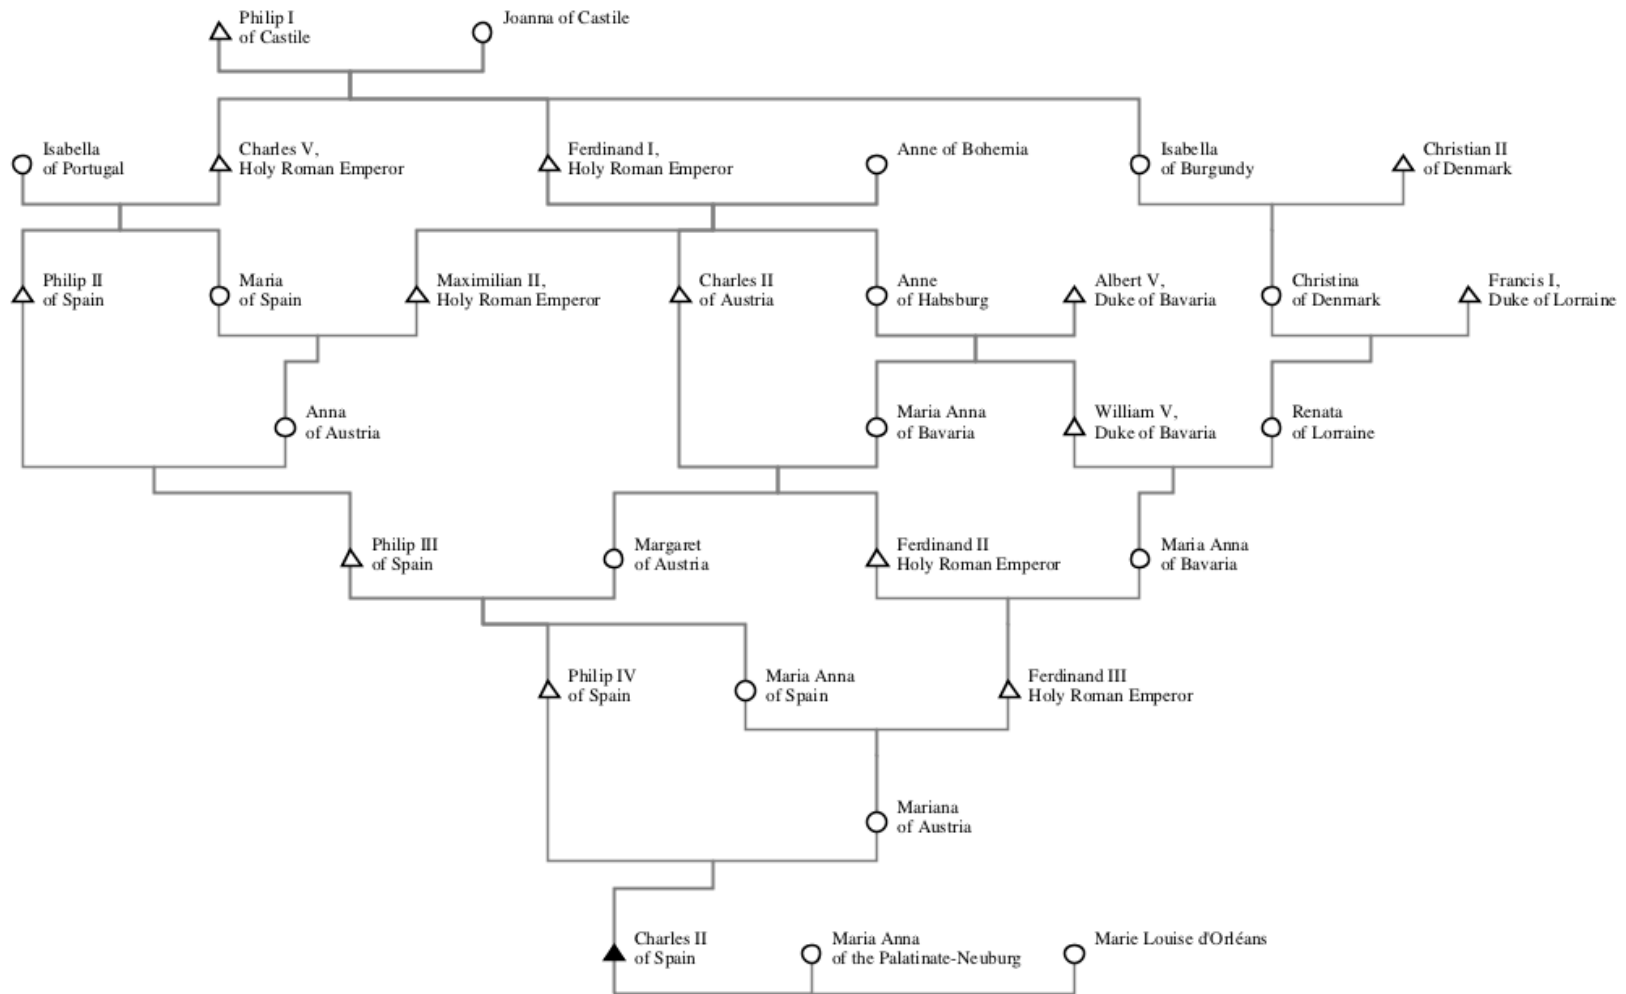 Philip I
of Castile
Joanna of Castile
Isabella
of Portugal
Charles V,
Holy Roman Emperor
Ferdinand I,
Holy Roman Emperor
Anne of Bohemia
Isabella
of Burgundy
Christian II
of Denmark
Philip II
of Spain
Maria
of Spain
Maximilian II,
Holy Roman Emperor
Charles II
of Austria
Anne
of Habsburg
Albert V,
Duke of Bavaria
Christina
of Denmark
Francis I,
Duke of Lorraine
Anna
of Austria
Maria Anna
of Bavaria
William V,
Duke of Bavaria
Renata
of Lorraine
Philip III
of Spain
Margaret
of Austria
Ferdinand II
Holy Roman Emperor
Maria Anna
of Bavaria
Philip IV
of Spain
Maria Anna
of Spain
Ferdinand III
Holy Roman Emperor
Mariana
of Austria
Charles II
of Spain
Maria Anna
of the Palatinate-Neuburg
Marie Louise d'Orléans